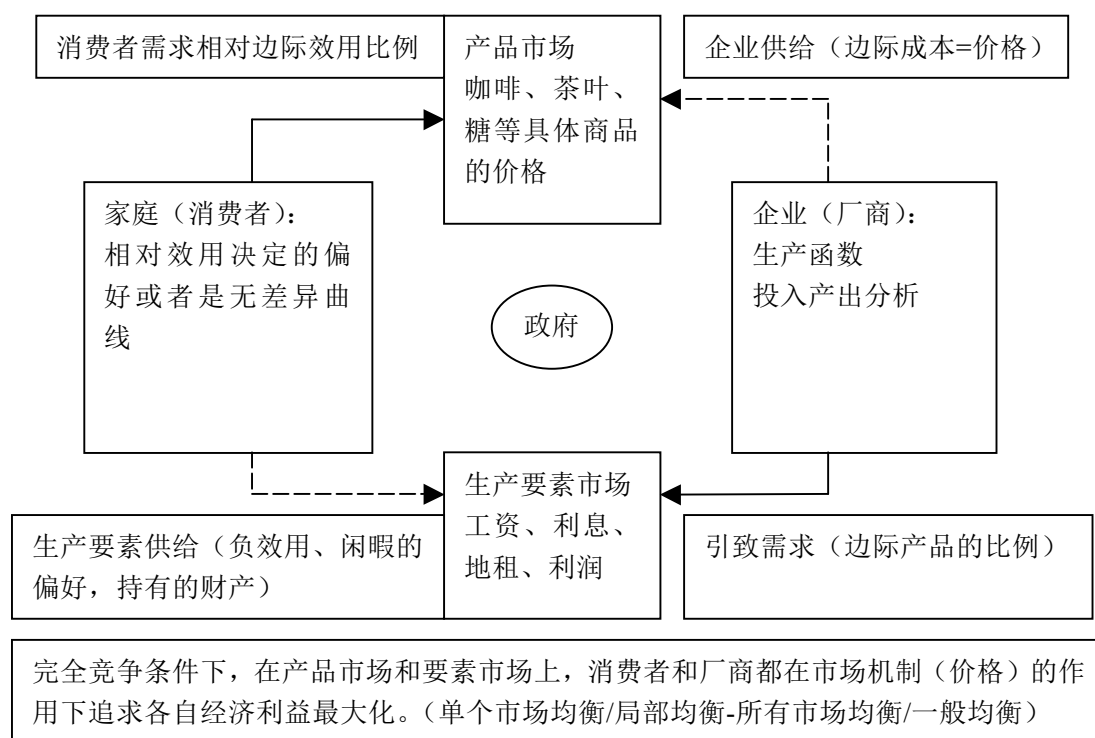 消费者需求相对边际效用比例
产品市场
咖啡、茶叶、
糖等具体商品
的价格
企业供给（边际成本=价格）
家庭（消费者）：
相对效用决定的偏
好或者是无差异曲
线
企业（厂商）：
生产函数
投入产出分析
政府
生产要素市场
工资、利息、
地租、利润
生产要素供给（负效用、闲暇的
偏好，持有的财产）
引致需求（边际产品的比例）
完全竞争条件下，在产品市场和要素市场上，消费者和厂商都在市场机制（价格）的作
用下追求各自经济利益最大化。（单个市场均衡/局部均衡-所有市场均衡/一般均衡）